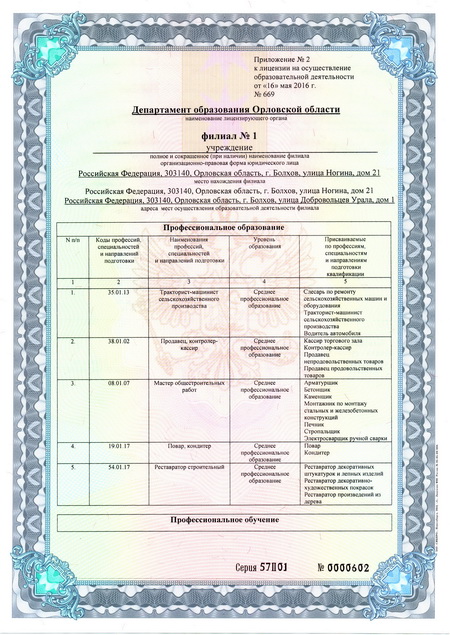 Приложение № 2
к лицензии на осуществление
образовательной деятельности
от «16» мая 2016 г.
№ 669
Департамент образования Орловской области
наименование лицензирующего органа
филиал № 1
учреждение
полное и сокращенное (при наличии) наименование филиала
организационно-правовая форма юридического лица
Российская Федерация, 303140, Орловская область, г. Болхов, улица Ногина, дом 21
место нахождения филиала
Российская Федерация, 303140, Орловская область, г. Болхов, улица Ногина, дом 21
Российская Федерация, 303140, Орловская область, г. Болхов, улица Добровольцев Урала, дом 1
адреса мест осуществления образовательной деятельности филиала
Профессиональное образование
N п/п
Коды профессий,
специальностей
и направлений
подготовки
Наименования
профессий,
специальностей
и направлений подготовки
Уровень
образования
Присваиваемые
по профессиям,
специальностям
и направлениям
подготовки
квалификации
1 2 3 4 5
1.
35.01.13
Тракторист-машинист
сельскохозяйственного
производства
Среднее
профессиональное
образование
Слесарь по ремонту
сельскохозяйственных машин и
оборудования
Тракторист-машинист
сельскохозяйственного
производства
Водитель автомобиля
2.
38.01.02
Продавец, контролер-
кассир
Среднее
профессиональное
образование
Кассир торгового зала
Контролер-кассир
Продавец
непродовольственных товаров
Продавец продовольственных
товаров
3.
08.01.07
Мастер общестроительных
работ
Среднее
профессиональное
образование
Арматурщик
Бетонщик
Каменщик
Монтажник по монтажу
стальных и железобетонных
конструкций
Печник
Стропальщик
Электросварщик ручной сварки
4.
19.01.17
Повар, кондитер
Среднее
профессиональное
образование
Повар
Кондитер
5.
54.01.17
Реставратор строительный
Среднее
профессиональное
образование
Реставратор декоративных
штукатурок и лепных изделий
Реставратор декоративно-
художественных покрасок
Реставратор произведений из
дерева
Профессиональное обучение
Серия 57П01 № 0000602